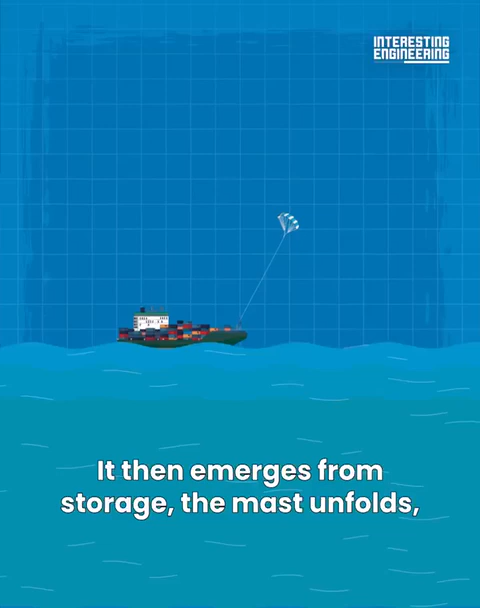 INTERESTING
ENGINEERING
It then emerges from
storage, the mast unfolds,